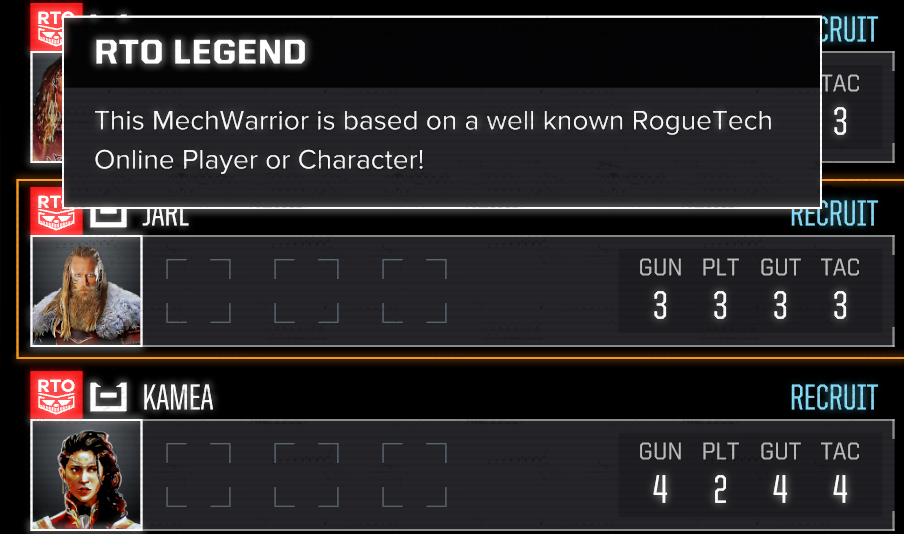 RTO
RECRUIT
RTO LEGEND
This MechWarrior is based on a well known RogueTech
Online Player or Character!
TAC
3
RTO
JARL
RECRUIT
GUN PLT GUT TAC
3 3 3 3
RTO
KAMEA
RECRUIT
GUN PLT GUT TAC
4 2 4 4